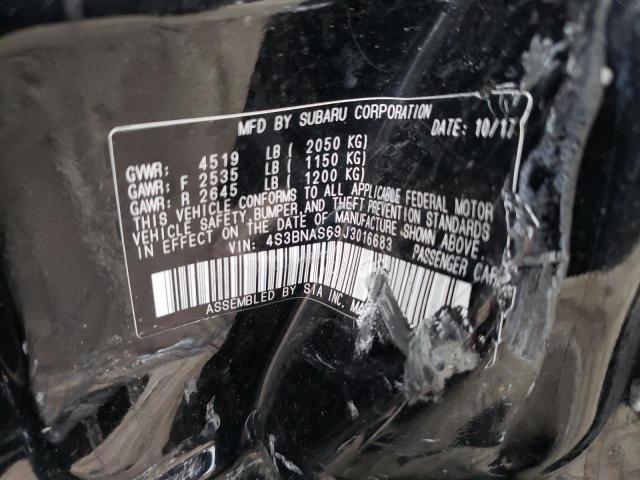 MFD BY SUBARU CORPORATION DATE: 10/17
GVWR: 4519 LB ( 2050 KG)
GAWR: F 2535 LB ( 1150 KG)
GAWR: R 2645 LB ( 1200 KG)
THIS VEHICLE CONFORMS TO ALL APPLICABLE FEDERAL MOTOR
VEHICLE SAFETY, BUMPER, AND THEFT PREVENTION STANDARDS
IN EFFECT ON THE DATE OF MANUFACTURE SHOWN ABOVE.
VIN: 4S3BNAS69J3016683 PASSENGER CAR
ASSEMBLED BY SIA INC.